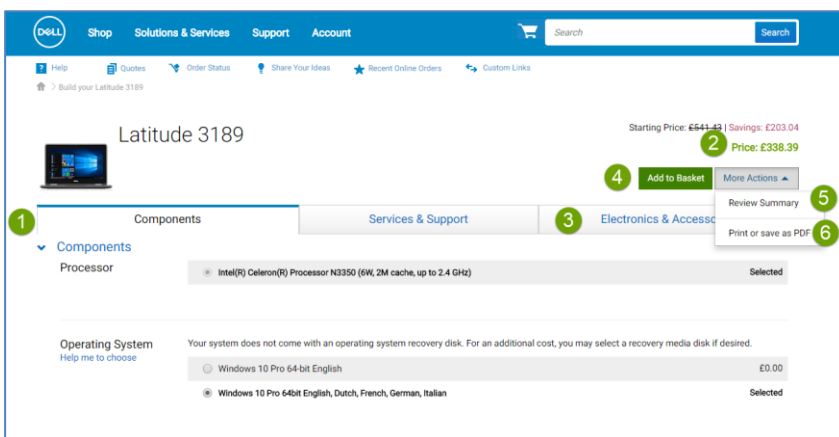 DELL Shop Solutions & Services Support Account Search Search
? Help Quotes Order Status Share Your Ideas Recent Online Orders Custom Links
> Build your Latitude 3189
Latitude 3189
Starting Price: £541.43 | Savings: £203.04
2 Price: £338.39
4 Add to Basket More Actions
Review Summary 5
1 Components Services & Support 3 Electronics & Accesso
Print or save as PDF 6
Components
Processor
Intel(R) Celeron(R) Processor N3350 (6W, 2M cache, up to 2.4 GHz) Selected
Operating System Your system does not come with an operating system recovery disk. For an additional cost, you may select a recovery media disk if desired.
Help me to choose
Windows 10 Pro 64-bit English £0.00
Windows 10 Pro 64bit English, Dutch, French, German, Italian Selected